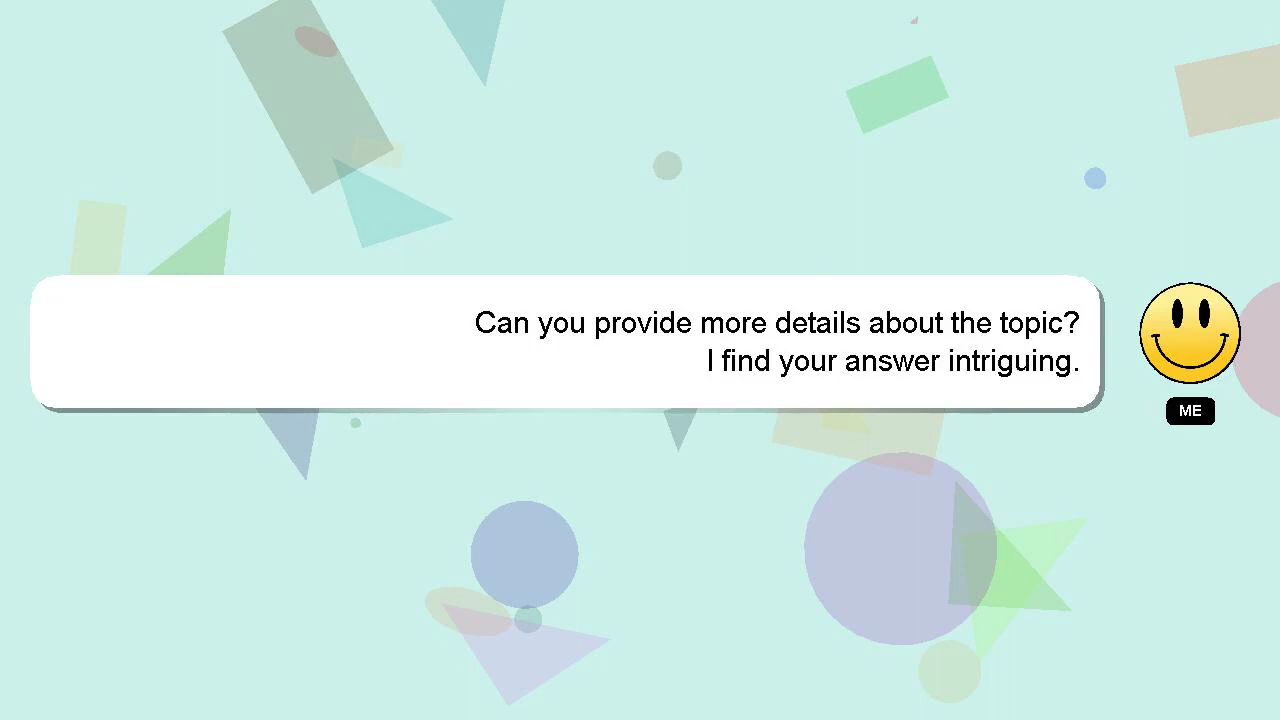 Can you provide more details about the topic?
I find your answer intriguing.
ME